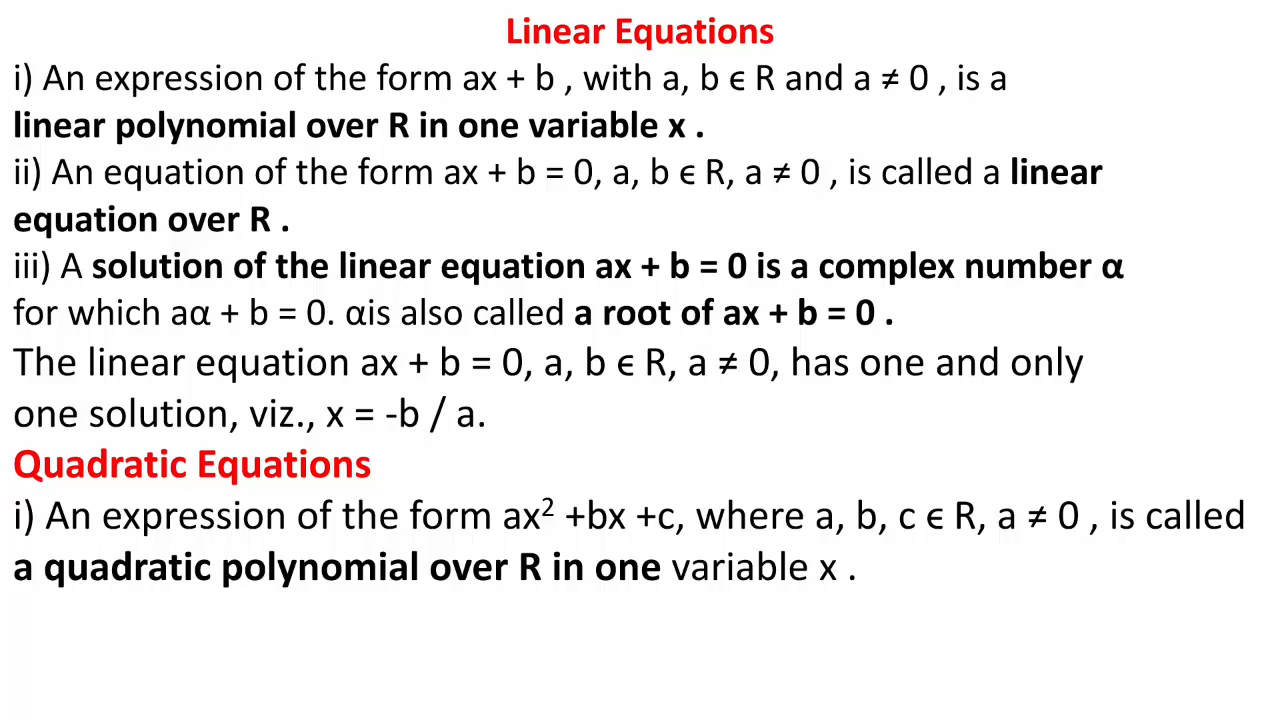 Linear Equations
i) An expression of the form ax + b , with a, b ϵ R and a ≠ 0 , is a
linear polynomial over R in one variable x .
ii) An equation of the form ax + b = 0, a, b ϵ R, a ≠ 0 , is called a linear
equation over R .
iii) A solution of the linear equation ax + b = 0 is a complex number α
for which aα + b = 0. αis also called a root of ax + b = 0 .
The linear equation ax + b = 0, a, b ϵ R, a ≠ 0, has one and only
one solution, viz., x = -b / a.
Quadratic Equations
i) An expression of the form ax² +bx +c, where a, b, c ϵ R, a ≠ 0 , is called
a quadratic polynomial over R in one variable x .